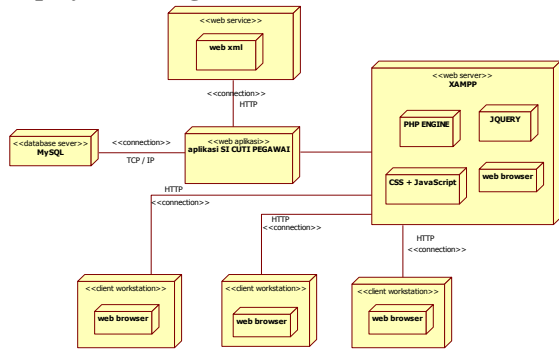 <<web service>>
web xml
<<connection>>
HTTP
<<web server>>
XAMPP
PHP ENGINE
JQUERY
CSS + JavaScript
web browser
<<database sever>>
MySQL
<<connection>>
TCP / IP
<<web aplikasi>>
aplikasi SI CUTI PEGAWAI
HTTP
<<connection>>
HTTP
<<connection>>
HTTP
<<connection>>
<<client workstation>>
web browser
<<client workstation>>
web browser
<<client workstation>>
web browser